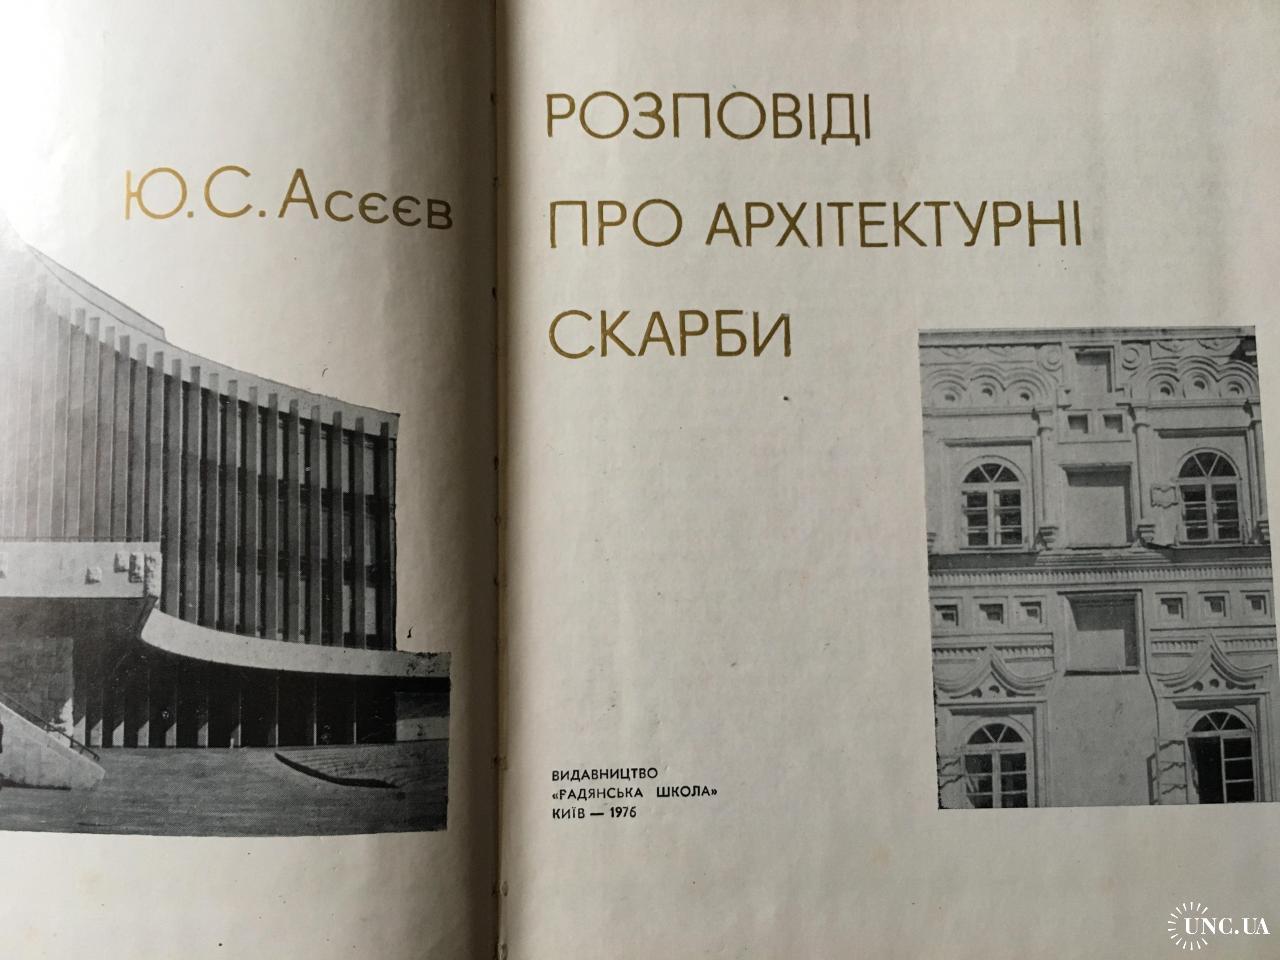 Ю. С. Асєєв
РОЗПОВІДІ
ПРО АРХІТЕКТУРНІ
СКАРБИ
ВИДАВНИЦТВО
«РАДЯНСЬКА ШКОЛА»
КИЇВ — 1976
UNC.UA